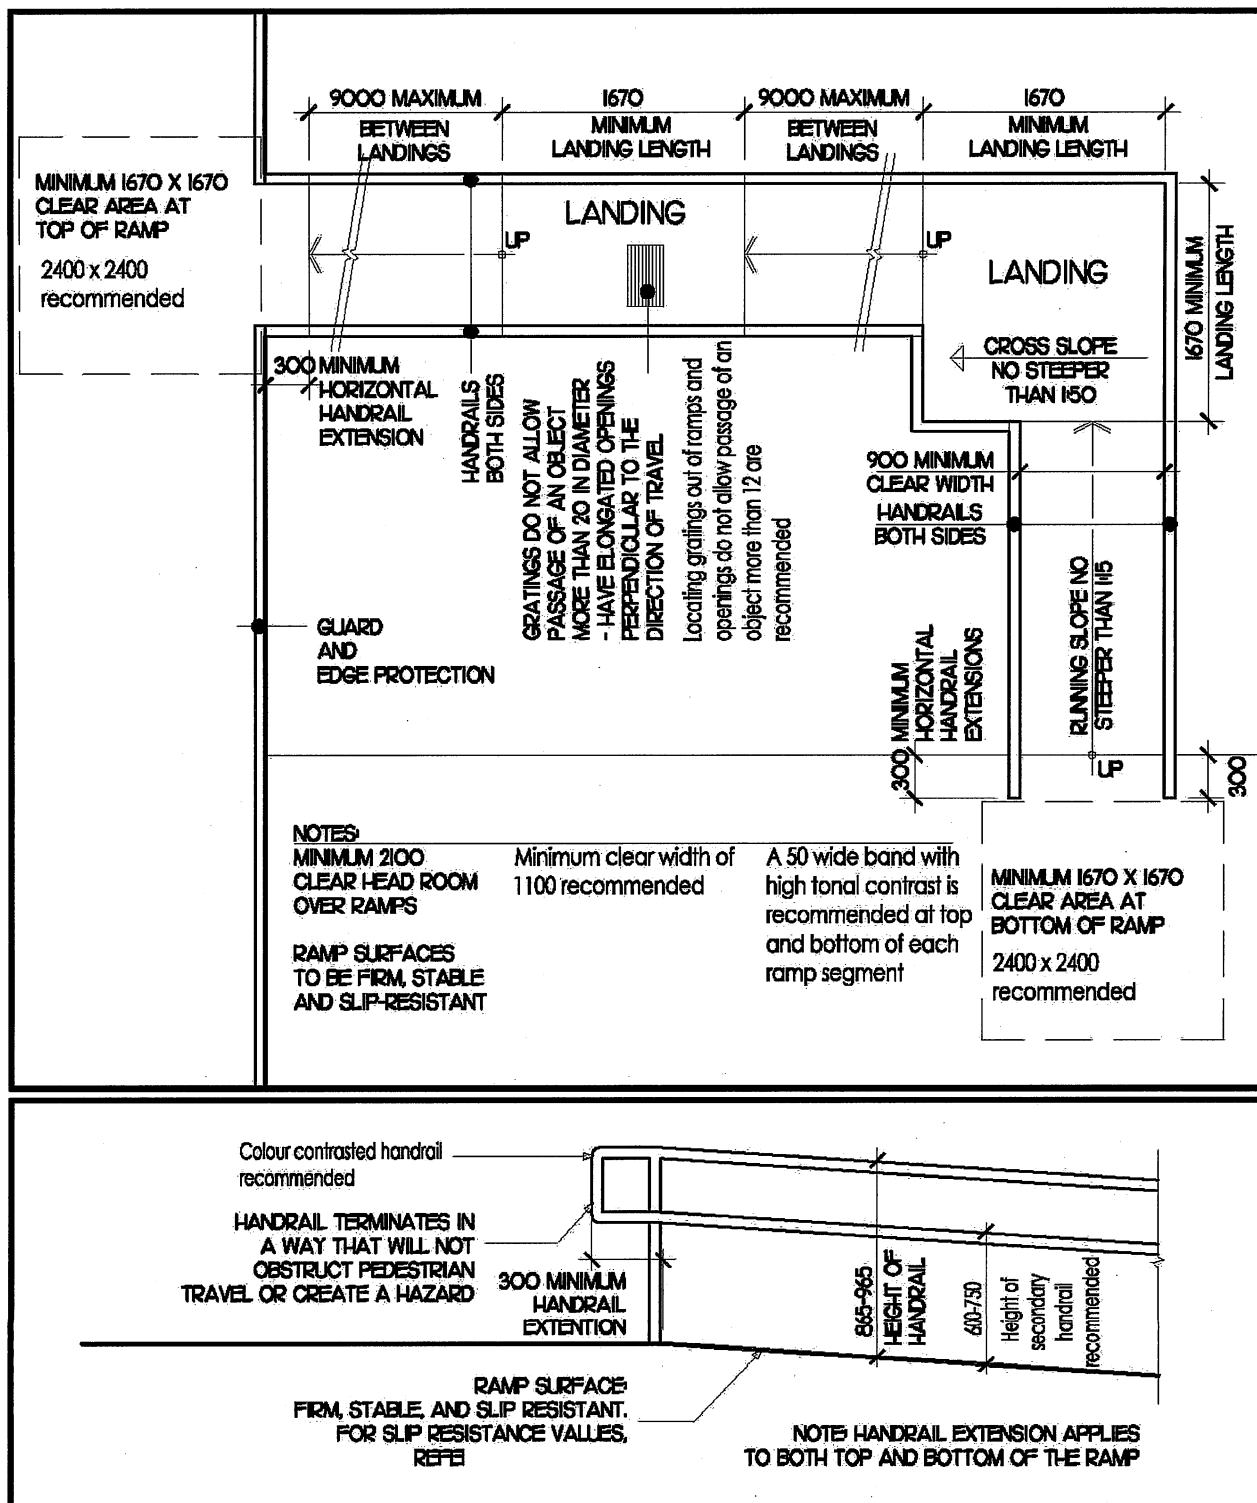 9000 MAXIMUM
BETWEEN
LANDINGS
1670
MINIMUM
LANDING LENGTH
9000 MAXIMUM
BETWEEN
LANDINGS
1670
MINIMUM
LANDING LENGTH
MINIMUM 1670 X 1670
CLEAR AREA AT
TOP OF RAMP
2400 x 2400
recommended
UP
LANDING
UP
LANDING
1670 MINIMUM
LANDING LENGTH
CROSS SLOPE
NO STEEPER
THAN 1:50
300 MINIMUM
HORIZONTAL
HANDRAIL
EXTENSION
HANDRAILS
BOTH SIDES
GRATINGS DO NOT ALLOW
PASSAGE OF AN OBJECT
MORE THAN 20 IN DIAMETER
- HAVE ELONGATED OPENINGS
PERPENDICULAR TO THE
DIRECTION OF TRAVEL
Locating gratings out of ramps and
openings do not allow passage of an
object more than 12 are
recommended
900 MINIMUM
CLEAR WIDTH
HANDRAILS
BOTH SIDES
GUARD
AND
EDGE PROTECTION
300 MINIMUM
HORIZONTAL
HANDRAIL
EXTENSIONS
RUNNING SLOPE NO
STEEPER THAN 1:15
UP
300
NOTES:
MINIMUM 2100
CLEAR HEAD ROOM
OVER RAMPS
RAMP SURFACES
TO BE FIRM, STABLE
AND SLIP-RESISTANT
Minimum clear width of
1100 recommended
A 50 wide band with
high tonal contrast is
recommended at top
and bottom of each
ramp segment
MINIMUM 1670 X 1670
CLEAR AREA AT
BOTTOM OF RAMP
2400 x 2400
recommended
Colour contrasted handrail
recommended
HANDRAIL TERMINATES IN
A WAY THAT WILL NOT
OBSTRUCT PEDESTRIAN
TRAVEL OR CREATE A HAZARD
300 MINIMUM
HANDRAIL
EXTENTION
865-965
HEIGHT OF
HANDRAIL
600-750
Height of
secondary
handrail
recommended
RAMP SURFACE:
FIRM, STABLE, AND SLIP RESISTANT.
FOR SLIP RESISTANCE VALUES,
NOTE: HANDRAIL EXTENSION APPLIES
TO BOTH TOP AND BOTTOM OF THE RAMP